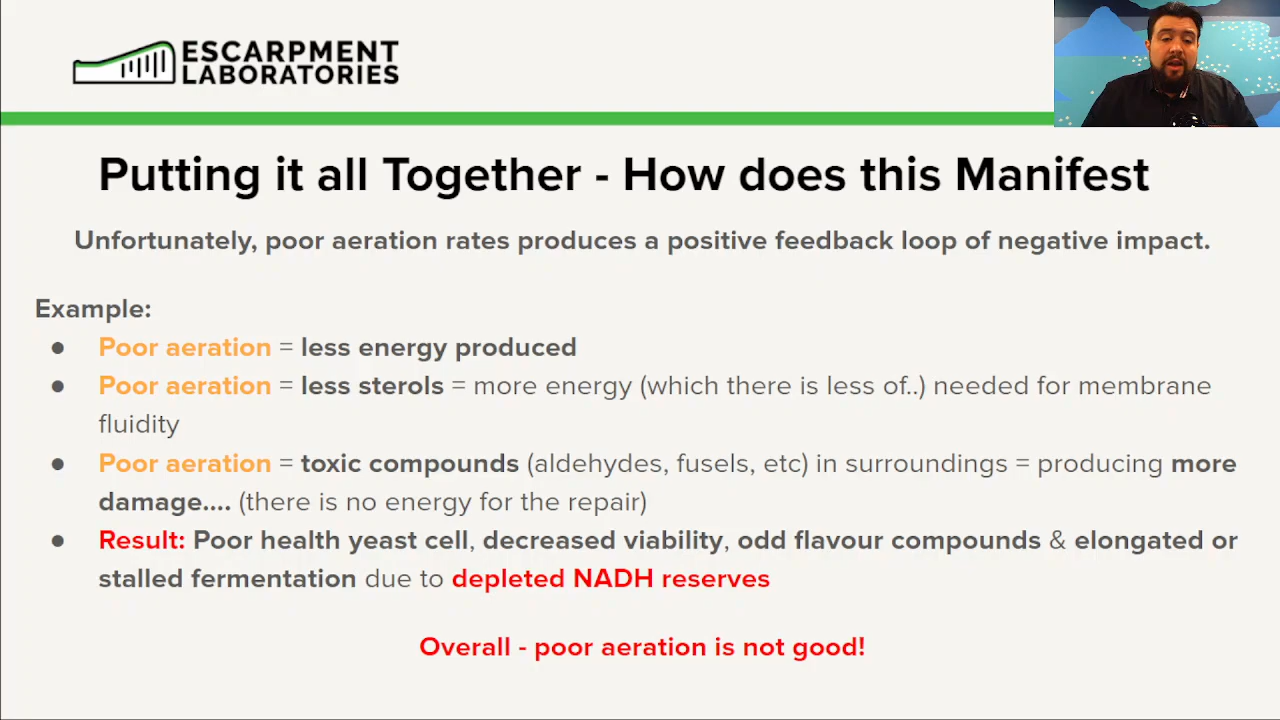 ESCARPMENT
LABORATORIES
Putting it all Together - How does this Manifest
Unfortunately, poor aeration rates produces a positive feedback loop of negative impact.
Example:
● Poor aeration = less energy produced
● Poor aeration = less sterols = more energy (which there is less of..) needed for membrane
fluidity
● Poor aeration = toxic compounds (aldehydes, fusels, etc) in surroundings = producing more
damage.... (there is no energy for the repair)
● Result: Poor health yeast cell, decreased viability, odd flavour compounds & elongated or
stalled fermentation due to depleted NADH reserves
Overall - poor aeration is not good!